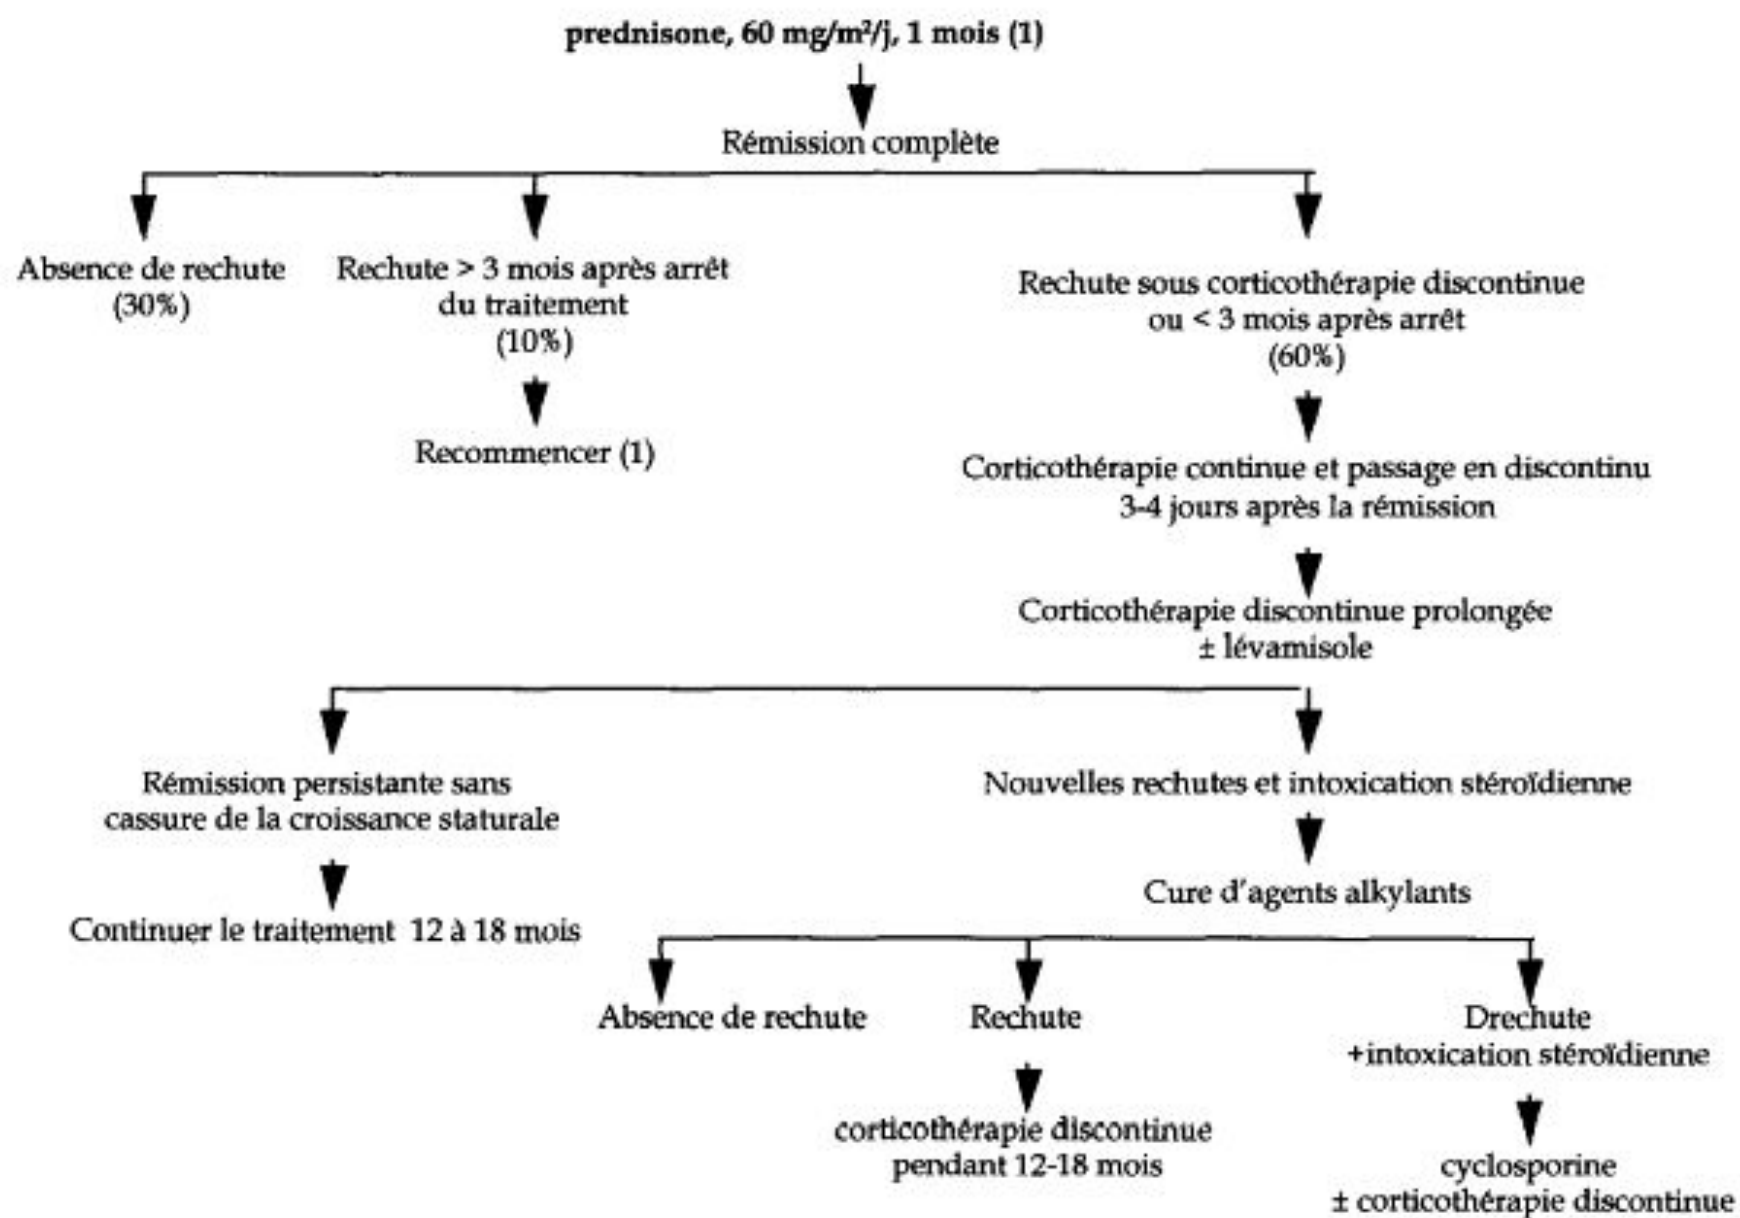 prednisone, 60 mg/m²/j, 1 mois (1)
Rémission complète
Absence de rechute
(30%)
Rechute > 3 mois après arrêt
du traitement
(10%)
Recommencer (1)
Rechute sous corticothérapie discontinue
ou < 3 mois après arrêt
(60%)
Corticothérapie continue et passage en discontinu
3-4 jours après la rémission
Corticothérapie discontinue prolongée
± lévamisole
Rémission persistante sans
cassure de la croissance staturale
Continuer le traitement 12 à 18 mois
Nouvelles rechutes et intoxication stéroïdienne
Cure d'agents alkylants
Absence de rechute
Rechute
corticothérapie discontinue
pendant 12-18 mois
Drechute
+intoxication stéroïdienne
cyclosporine
± corticothérapie discontinue